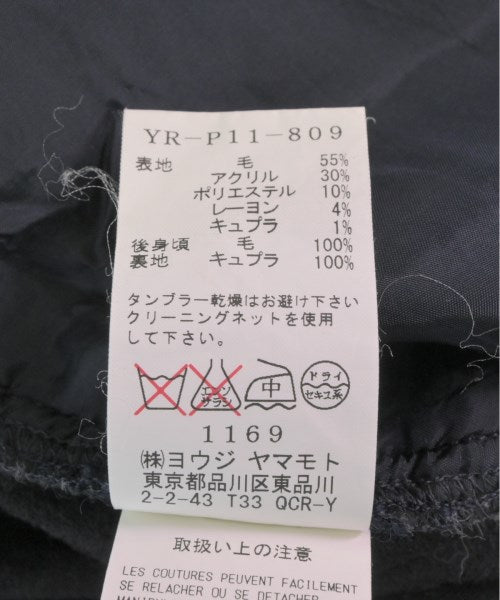 YR-P11-809
表地 毛 55%
アクリル 30%
ポリエステル 10%
レーヨン 4%
キュプラ 1%
後身頃 毛 100%
裏地 キュプラ 100%
タンブラー乾燥はお避け下さい
クリーニングネットを使用
して下さい。
エンソ
サラシ
中
ドライ
セキユ系
1169
(株)ヨウジ ヤマモト
東京都品川区東品川
2-2-43 T33 QCR-Y
取扱い上の注意
LES COUTURES PEUVENT FACILEMENT
SE RELACHER OU SE DETACHER